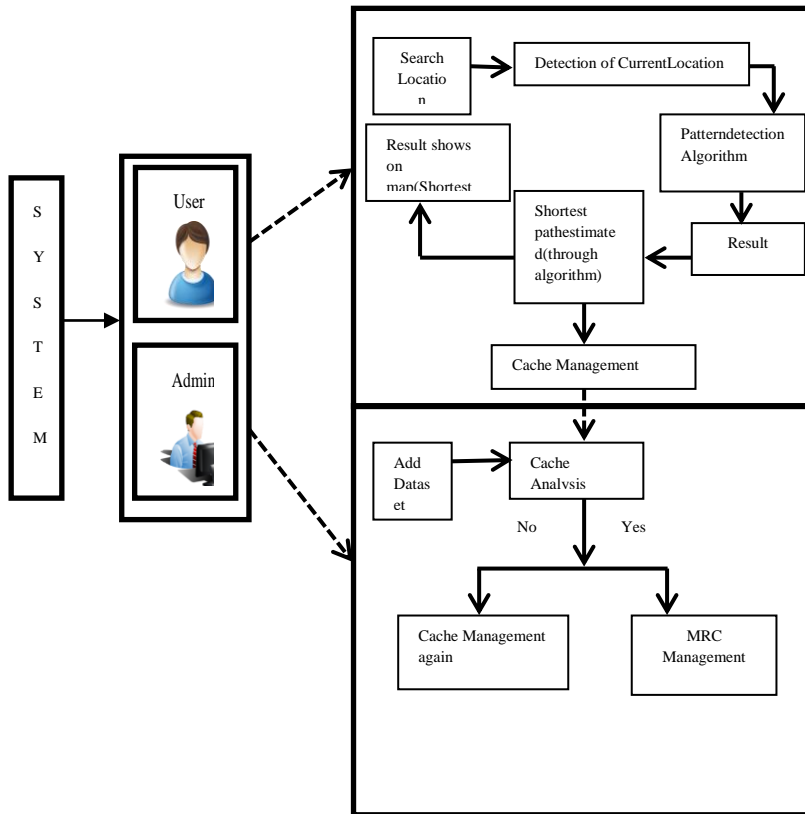 S
Y
S
T
E
M
User
Admin
Search
Locatio
n
Detection of CurrentLocation
Patterndetection
Algorithm
Result shows
on
map(Shortest
Shortest
pathestimate
d(through
algorithm)
Result
Cache Management
Add
Datas
et
Cache
Analysis
No
Yes
Cache Management
again
MRC
Management